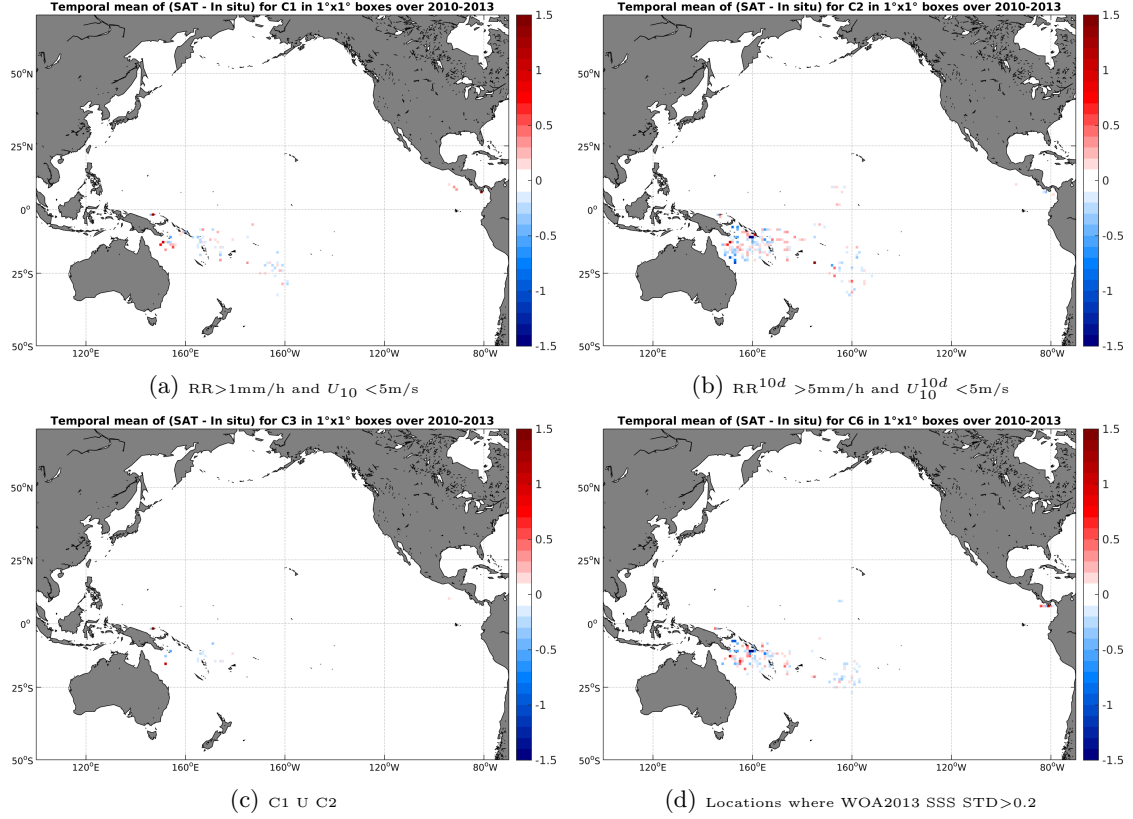 Temporal mean of (SAT - In situ) for C1 in 1°x1° boxes over 2010-2013
50°N
25°N
0°
25°S
50°S
120°E
160°E
160°W
120°W
80°W
1.5
1
0.5
0
-0.5
-1
-1.5
(a) RR>1mm/h and U10 <5m/s
Temporal mean of (SAT - In situ) for C2 in 1°x1° boxes over 2010-2013
50°N
25°N
0°
25°S
50°S
120°E
160°E
160°W
120°W
80°W
1.5
1
0.5
0
-0.5
-1
-1.5
(b) RR^10d >5mm/h and U10^10d <5m/s
Temporal mean of (SAT - In situ) for C3 in 1°x1° boxes over 2010-2013
50°N
25°N
0°
25°S
50°S
120°E
160°E
160°W
120°W
80°W
1.5
1
0.5
0
-0.5
-1
-1.5
(c) C1 U C2
Temporal mean of (SAT - In situ) for C6 in 1°x1° boxes over 2010-2013
50°N
25°N
0°
25°S
50°S
120°E
160°E
160°W
120°W
80°W
1.5
1
0.5
0
-0.5
-1
-1.5
(d) Locations where WOA2013 SSS STD>0.2